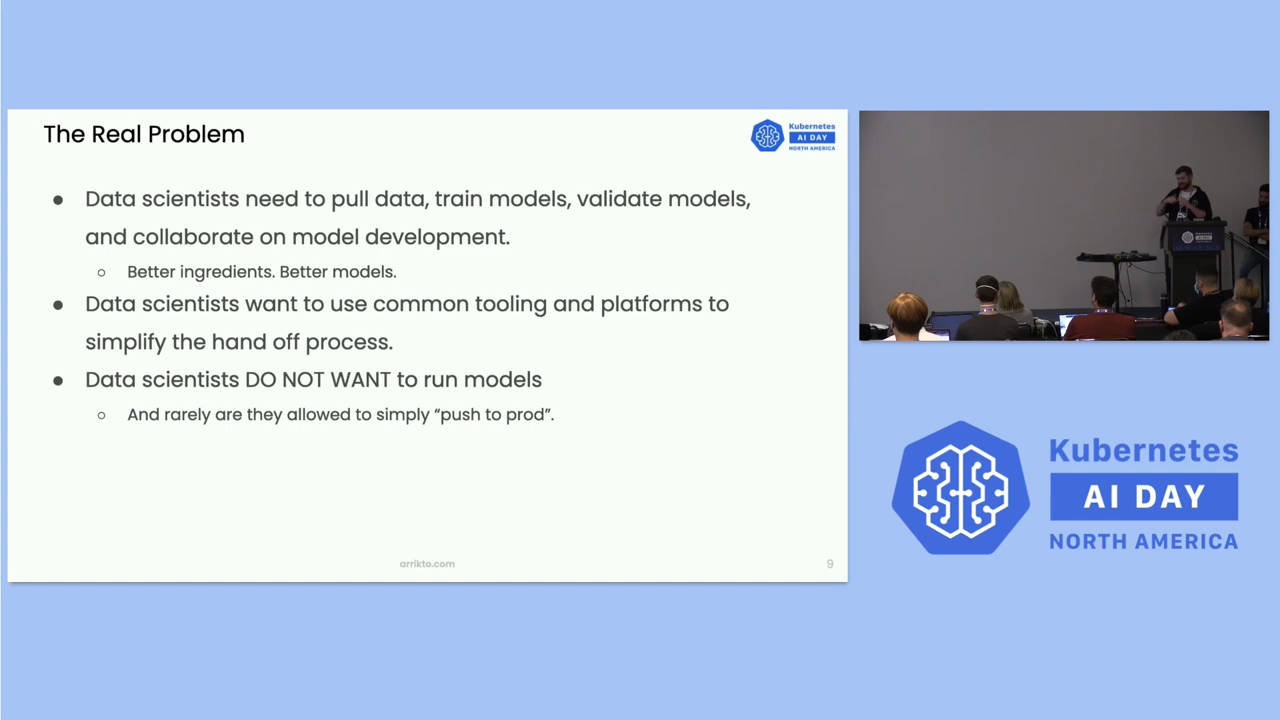 The Real Problem
Kubernetes
AI DAY
NORTH AMERICA
● Data scientists need to pull data, train models, validate models,
and collaborate on model development.
○ Better ingredients. Better models.
● Data scientists want to use common tooling and platforms to
simplify the hand off process.
● Data scientists DO NOT WANT to run models
○ And rarely are they allowed to simply “push to prod”.
arrikto.com
9
Kubernetes
AI DAY
NORTH AMERICA